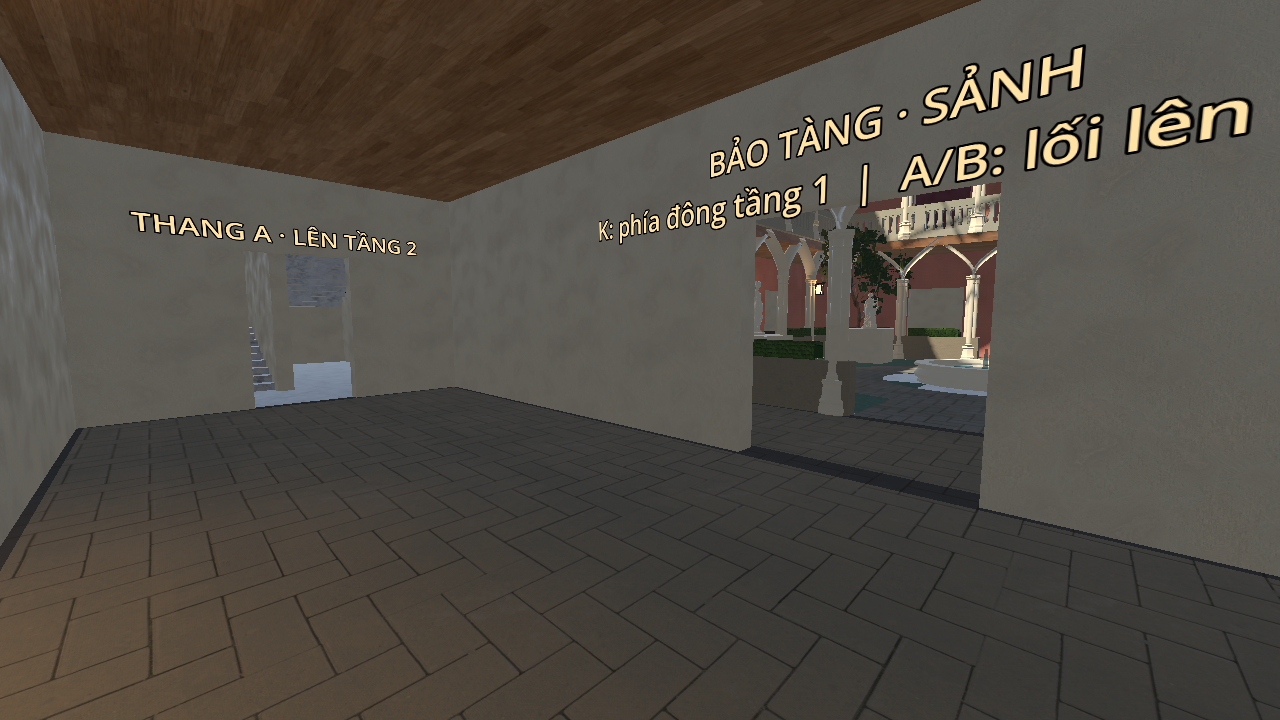 THANG A · LÊN TẦNG 2
BẢO TÀNG · SẢNH
K: phía đông tầng 1 | A/B: lối lên